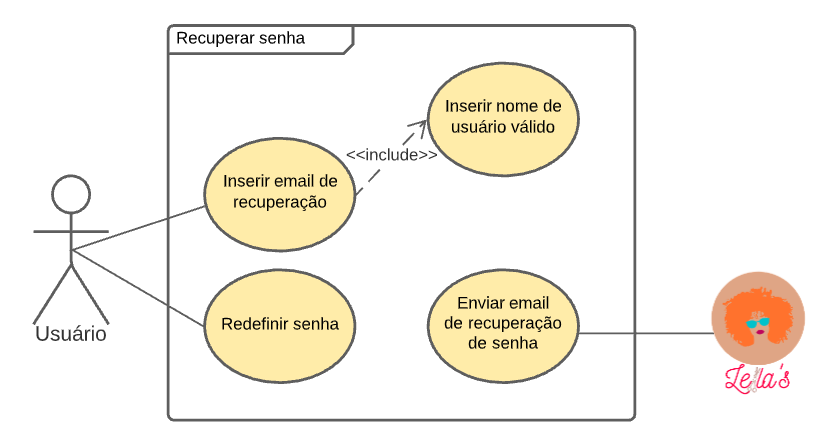 Recuperar senha
Inserir nome de
usuário válido
<<include>>
Inserir email de
recuperação
Usuário
Redefinir senha
Enviar email
de recuperação
de senha
Leila's